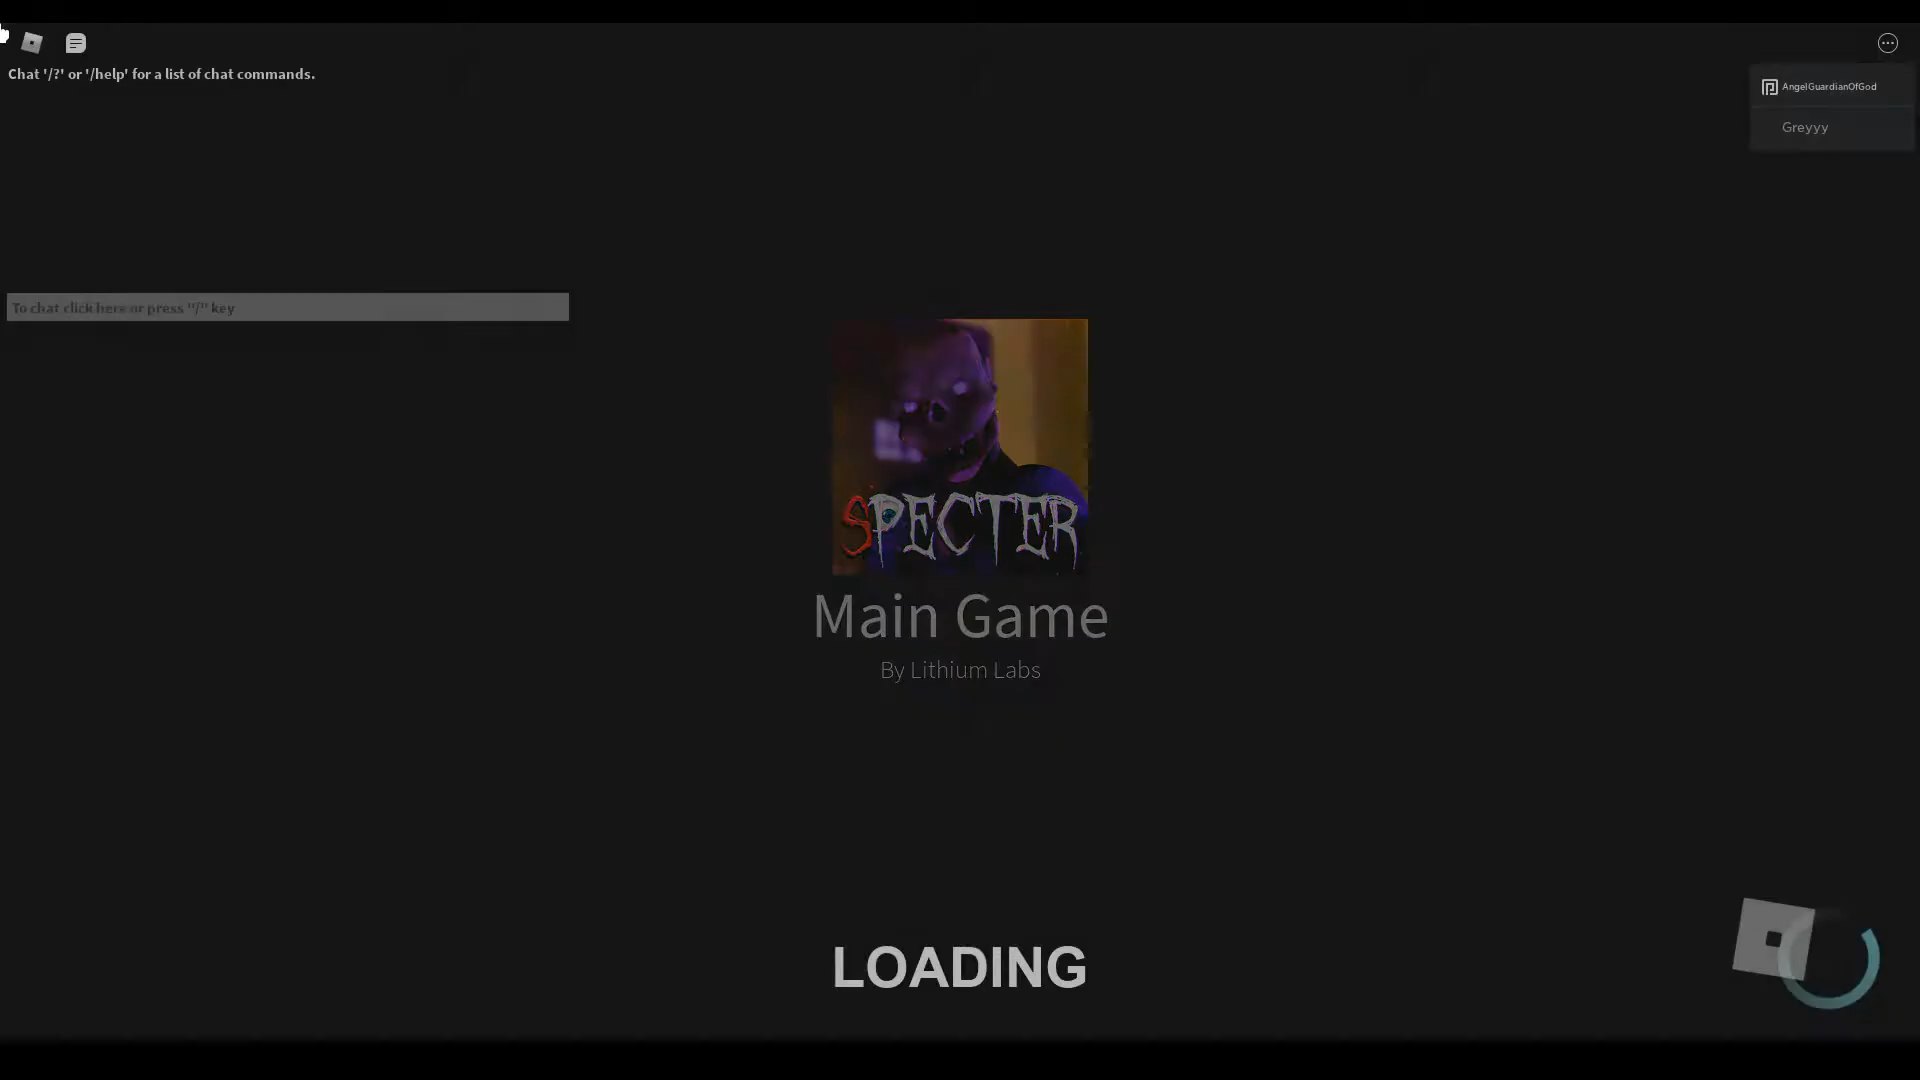 Chat '/?' or '/help' for a list of chat commands.
AngelGuardianOfGod
Greyyy
To chat click here or press "/" key
SPECTER
Main Game
By Lithium Labs
LOADING